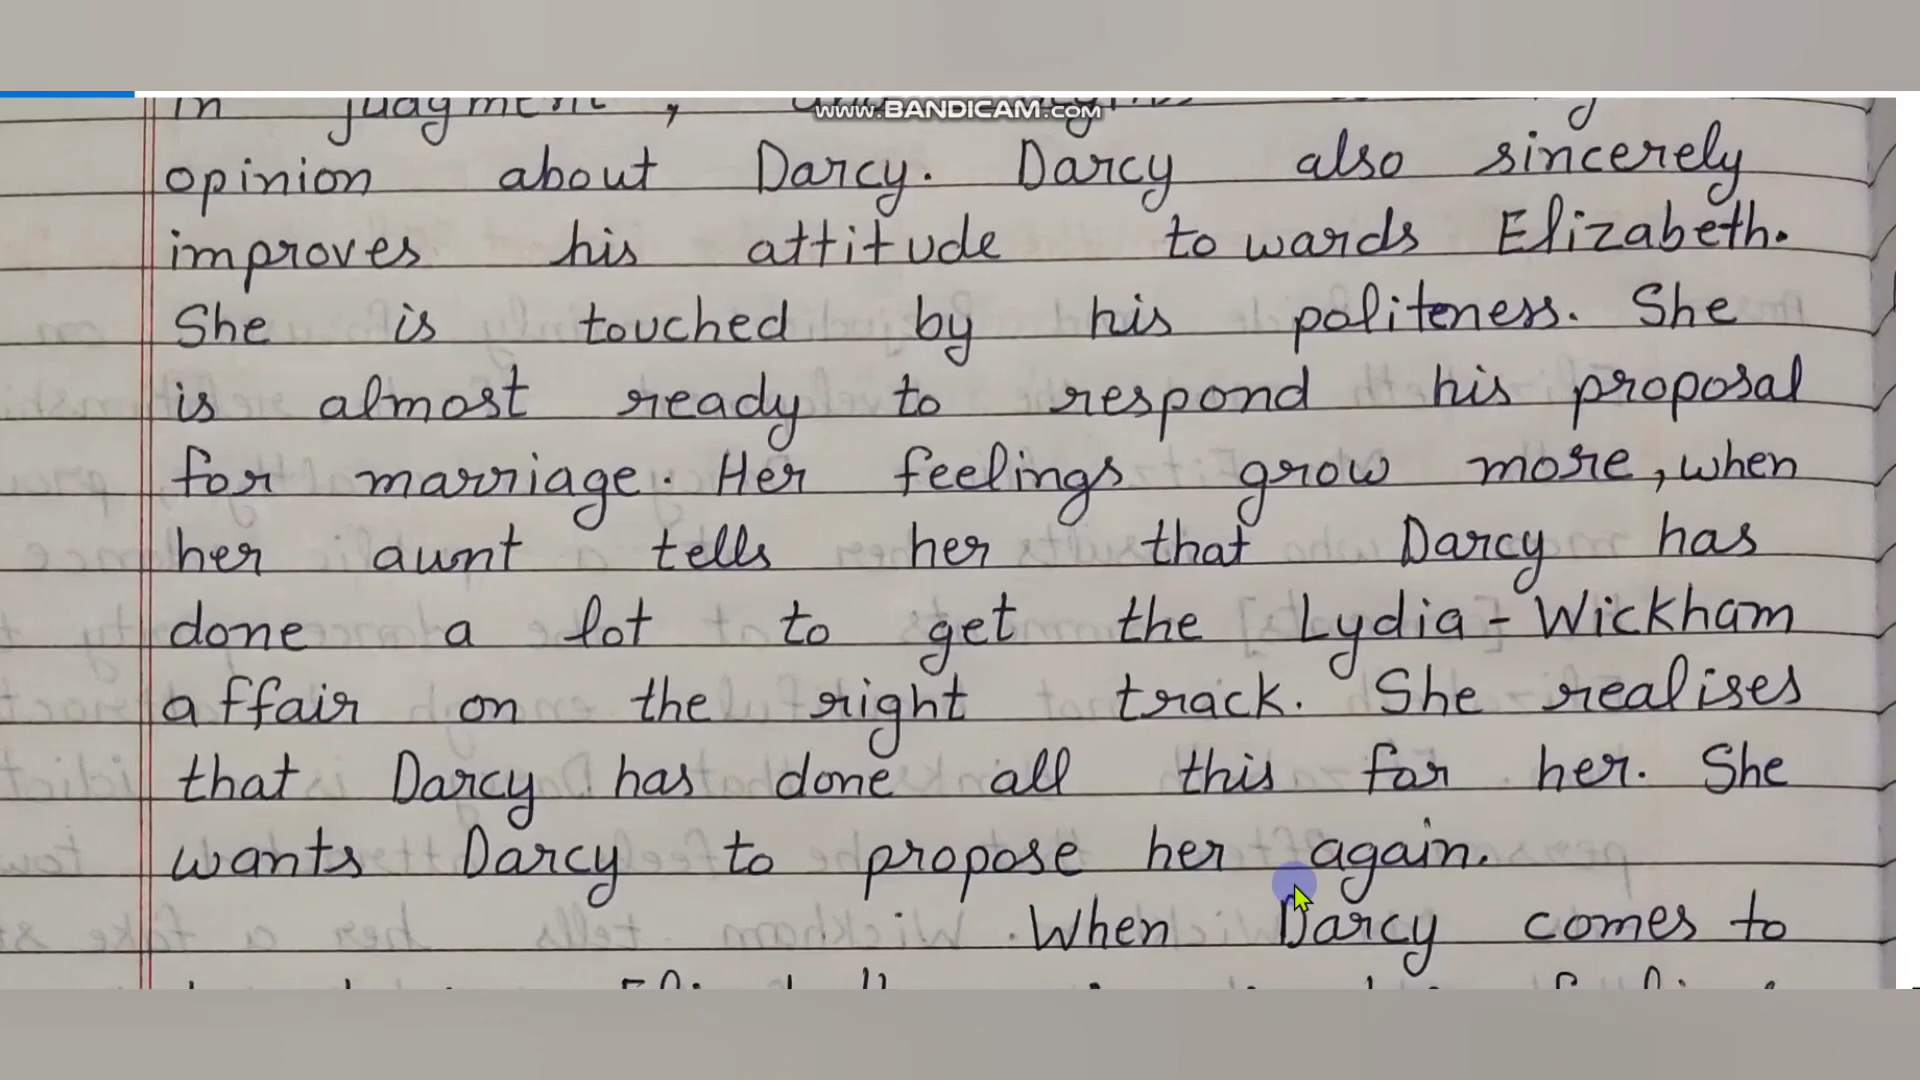 in judgment,
www.BANDICAM.com
opinion about Darcy. Darcy also sincerely
improves his attitude towards Elizabeth.
She is touched by his politeness. She
is almost ready to respond his proposal
for marriage. Her feelings grow more, when
her aunt tells her that Darcy has
done a lot to get the Lydia - Wickham
affair on the right track. She realises
that Darcy has done all this for her. She
wants Darcy to propose her again.
When Darcy comes to